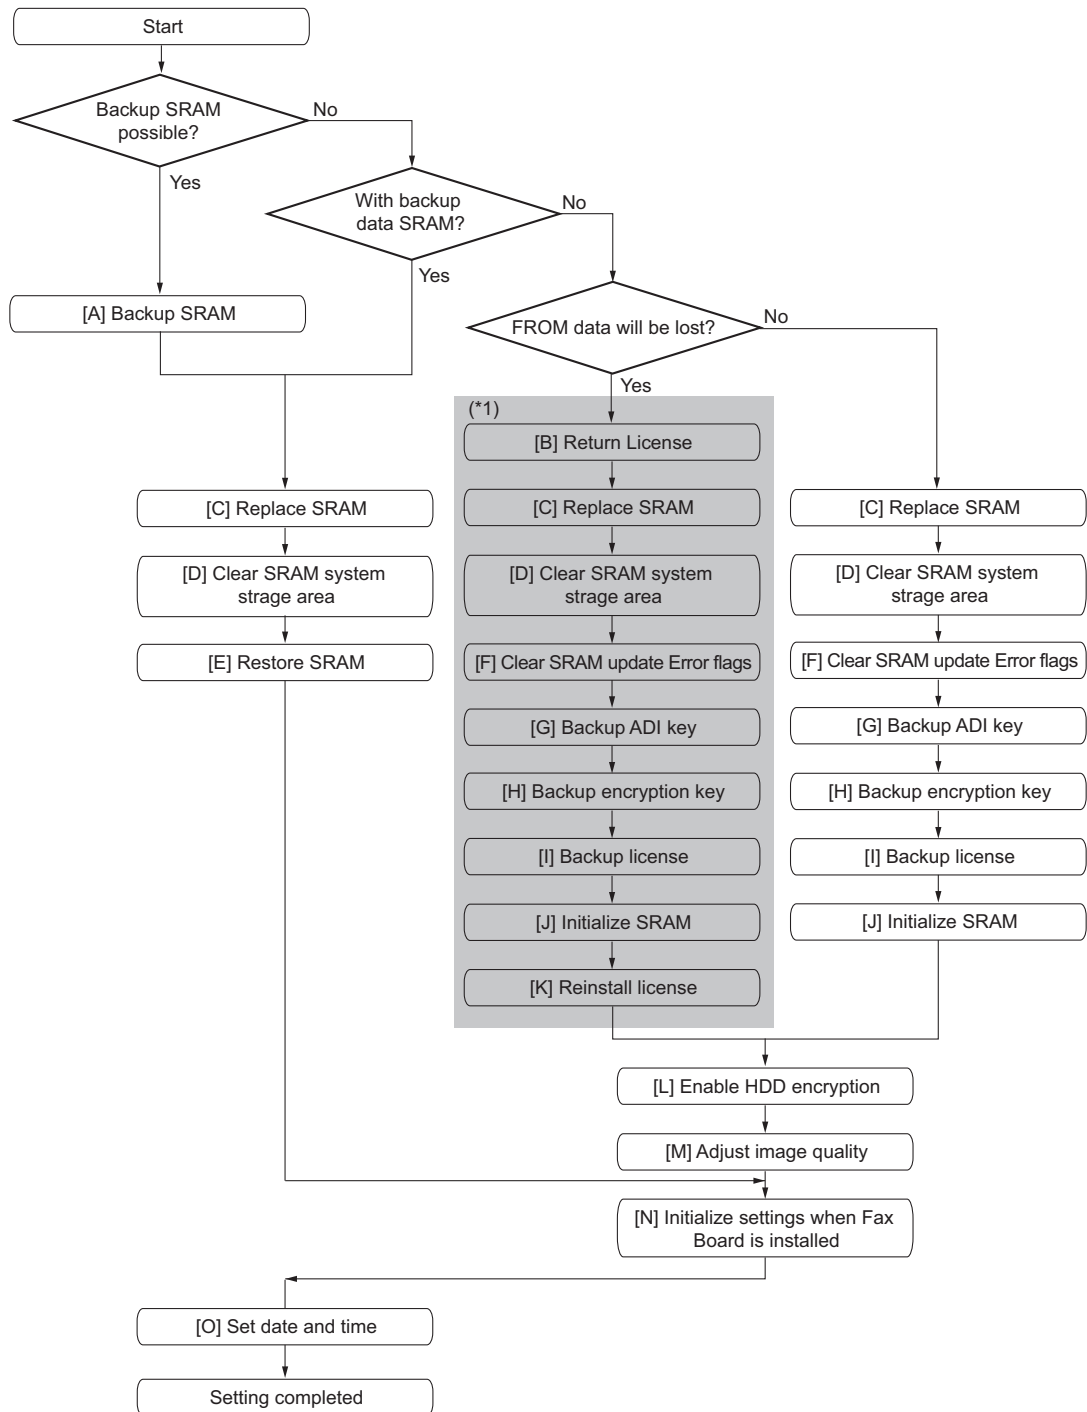 Start
Backup SRAM
possible?
No
Yes
With backup
data SRAM?
No
Yes
[A] Backup SRAM
FROM data will be lost?
No
Yes
(*1)
[B] Return License
[C] Replace SRAM
[C] Replace SRAM
[C] Replace SRAM
[D] Clear SRAM system
strage area
[D] Clear SRAM system
strage area
[D] Clear SRAM system
strage area
[E] Restore SRAM
[F] Clear SRAM update Error flags
[F] Clear SRAM update Error flags
[G] Backup ADI key
[G] Backup ADI key
[H] Backup encryption key
[H] Backup encryption key
[I] Backup license
[I] Backup license
[J] Initialize SRAM
[J] Initialize SRAM
[K] Reinstall license
[L] Enable HDD encryption
[M] Adjust image quality
[N] Initialize settings when Fax
Board is installed
[O] Set date and time
Setting completed